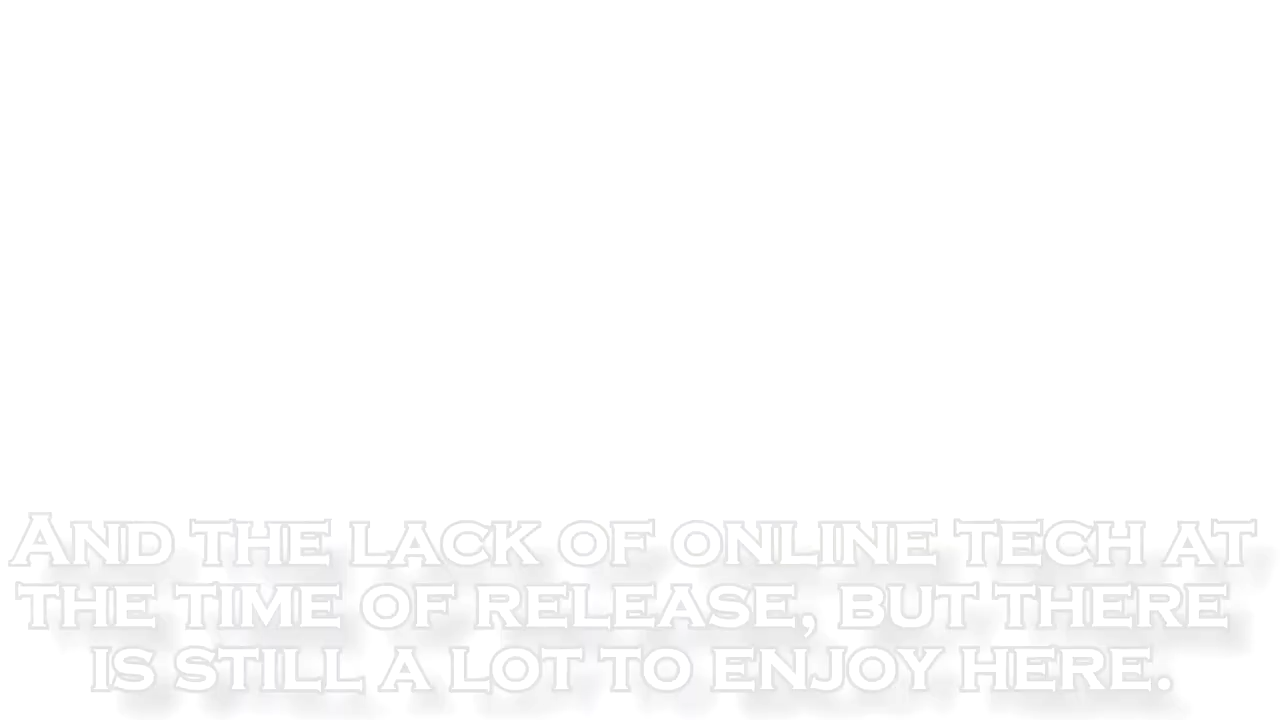 And the lack of online tech at
the time of release, but there
is still a lot to enjoy here.